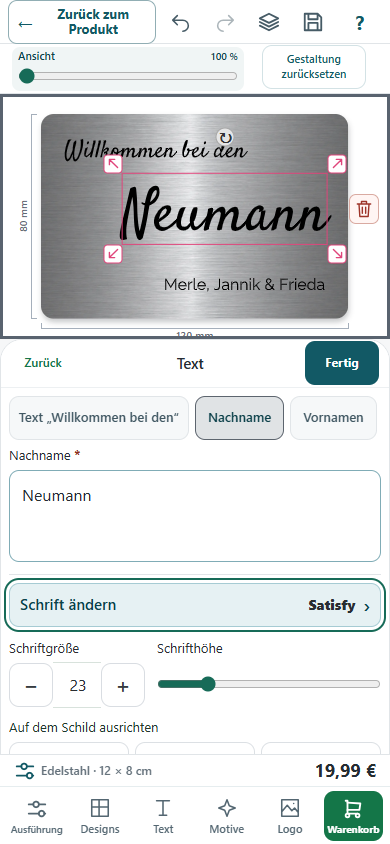 ← Zurück zum
Produkt
?
Ansicht
100 %
Gestaltung
zurücksetzen
Willkommen bei den
Neumann
Merle, Jannik & Frieda
80 mm
120 mm
Zurück
Text
Fertig
Text „Willkommen bei den“
Nachname
Vornamen
Nachname *
Neumann
Schrift ändern
Satisfy ›
Schriftgröße
Schrifthöhe
− 23 +
Auf dem Schild ausrichten
Edelstahl · 12 × 8 cm
19,99 €
Ausführung
Designs
Text
Motive
Logo
Warenkorb